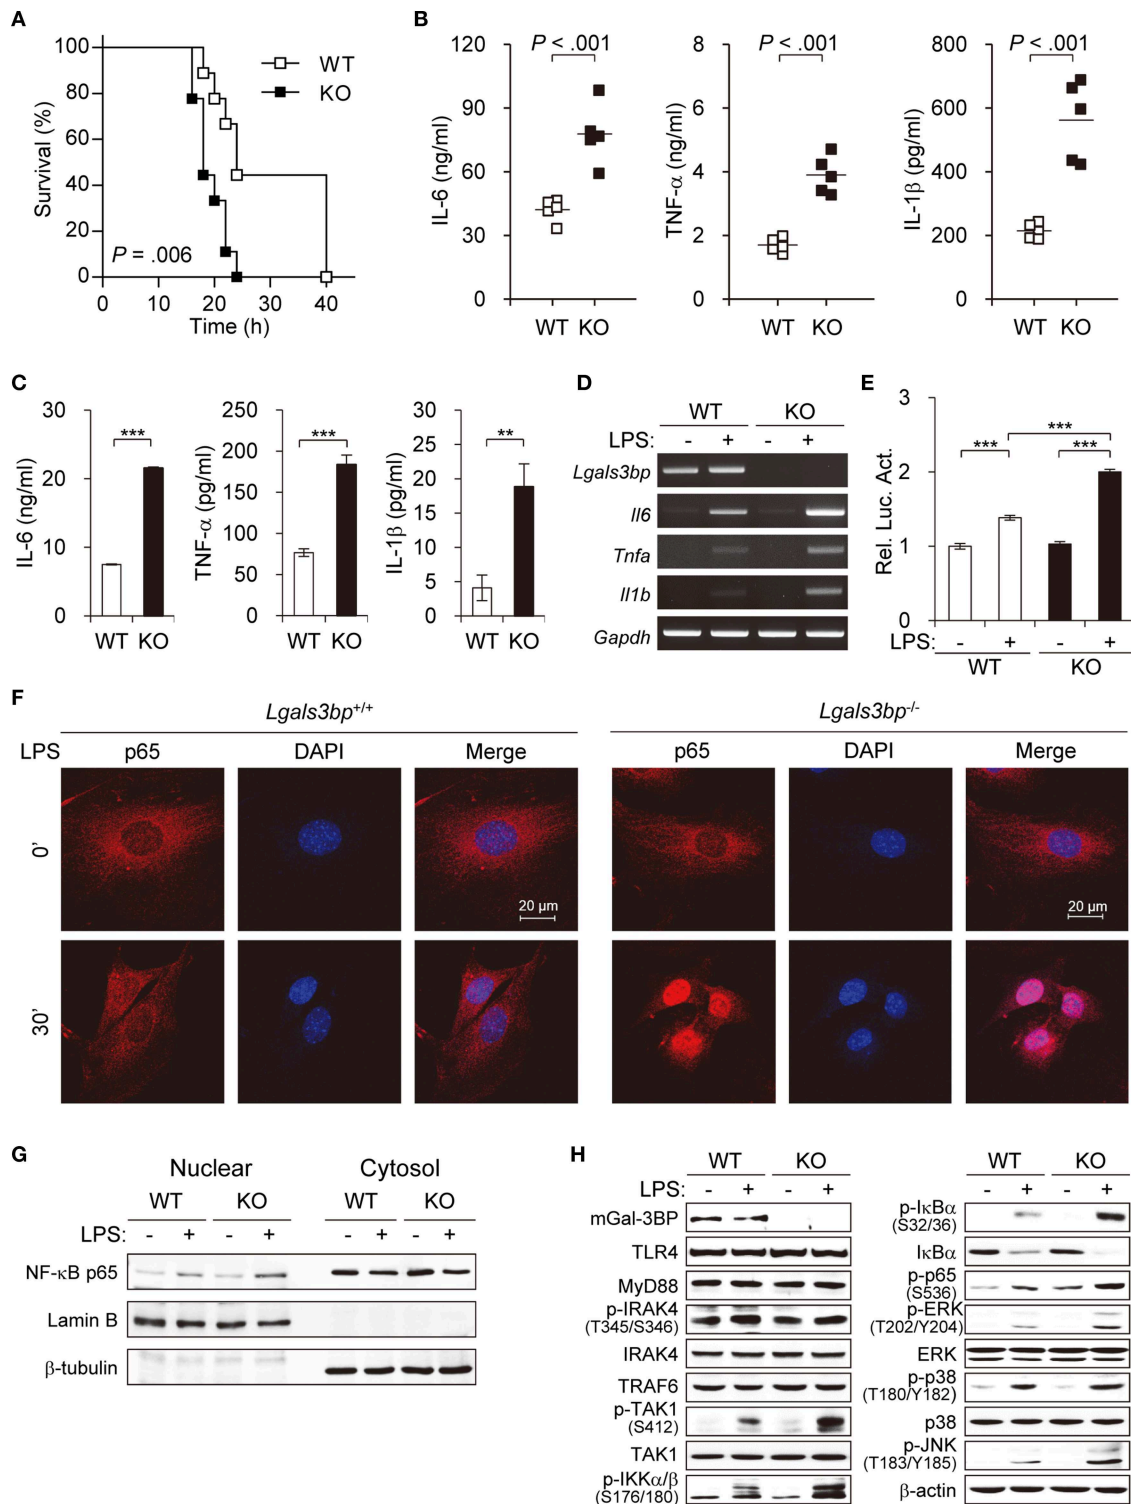 A
100
80
60
40
20
0
Survival (%)
WT
KO
P = .006
0 10 20 30 40
Time (h)
B
P < .001
120
90
60
30
0
IL-6 (ng/ml)
WT KO
P < .001
8
6
4
2
0
TNF-α (ng/ml)
WT KO
P < .001
800
600
400
200
0
IL-1β (pg/ml)
WT KO
C
30
20
10
0
IL-6 (ng/ml)
***
WT KO
250
200
150
100
50
0
TNF-α (pg/ml)
***
WT KO
30
25
20
15
10
5
0
IL-1β (pg/ml)
**
WT KO
D
WT KO
LPS: - + - +
Lgals3bp
Il6
Tnfa
Il1b
Gapdh
E
3
2
1
0
Rel. Luc. Act.
***
*** ***
LPS: - + - +
WT KO
F
Lgals3bp+/+ Lgals3bp-/-
LPS p65 DAPI Merge p65 DAPI Merge
0'
20 μm 20 μm
30'
G
Nuclear Cytosol
WT KO WT KO
LPS: - + - + - + - +
NF-κB p65
Lamin B
β-tubulin
H
WT KO
LPS: - + - +
mGal-3BP
TLR4
MyD88
p-IRAK4
(T345/S346)
IRAK4
TRAF6
p-TAK1
(S412)
TAK1
p-IKKα/β
(S176/180)
WT KO
- + - +
p-IκBα
(S32/36)
IκBα
p-p65
(S536)
p-ERK
(T202/Y204)
ERK
p-p38
(T180/Y182)
p38
p-JNK
(T183/Y185)
β-actin